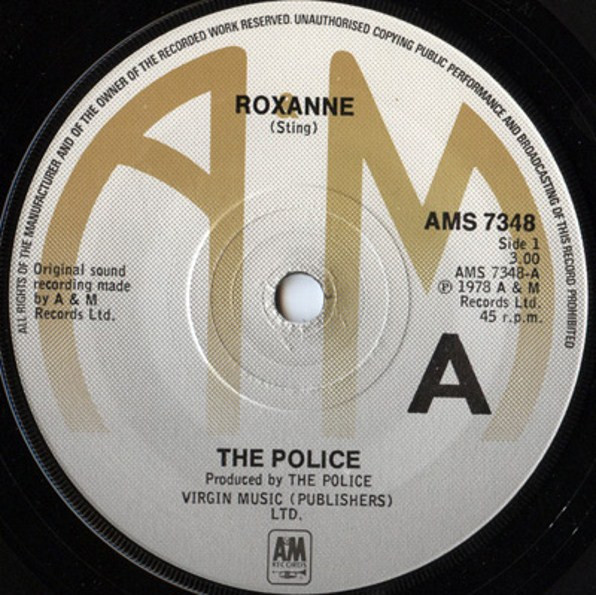 ALL RIGHTS OF THE MANUFACTURER AND OF THE OWNER OF THE RECORDED WORK RESERVED. UNAUTHORISED COPYING PUBLIC PERFORMANCE AND BROADCASTING OF THIS RECORD PROHIBITED
A & M
ROXANNE
(Sting)
AMS 7348
Side 1
3.00
AMS 7348-A
℗ 1978 A & M
Records Ltd.
45 r.p.m.
Original sound
recording made
by A & M
Records Ltd.
A
THE POLICE
Produced by THE POLICE
VIRGIN MUSIC (PUBLISHERS)
LTD.
AM
RECORDS